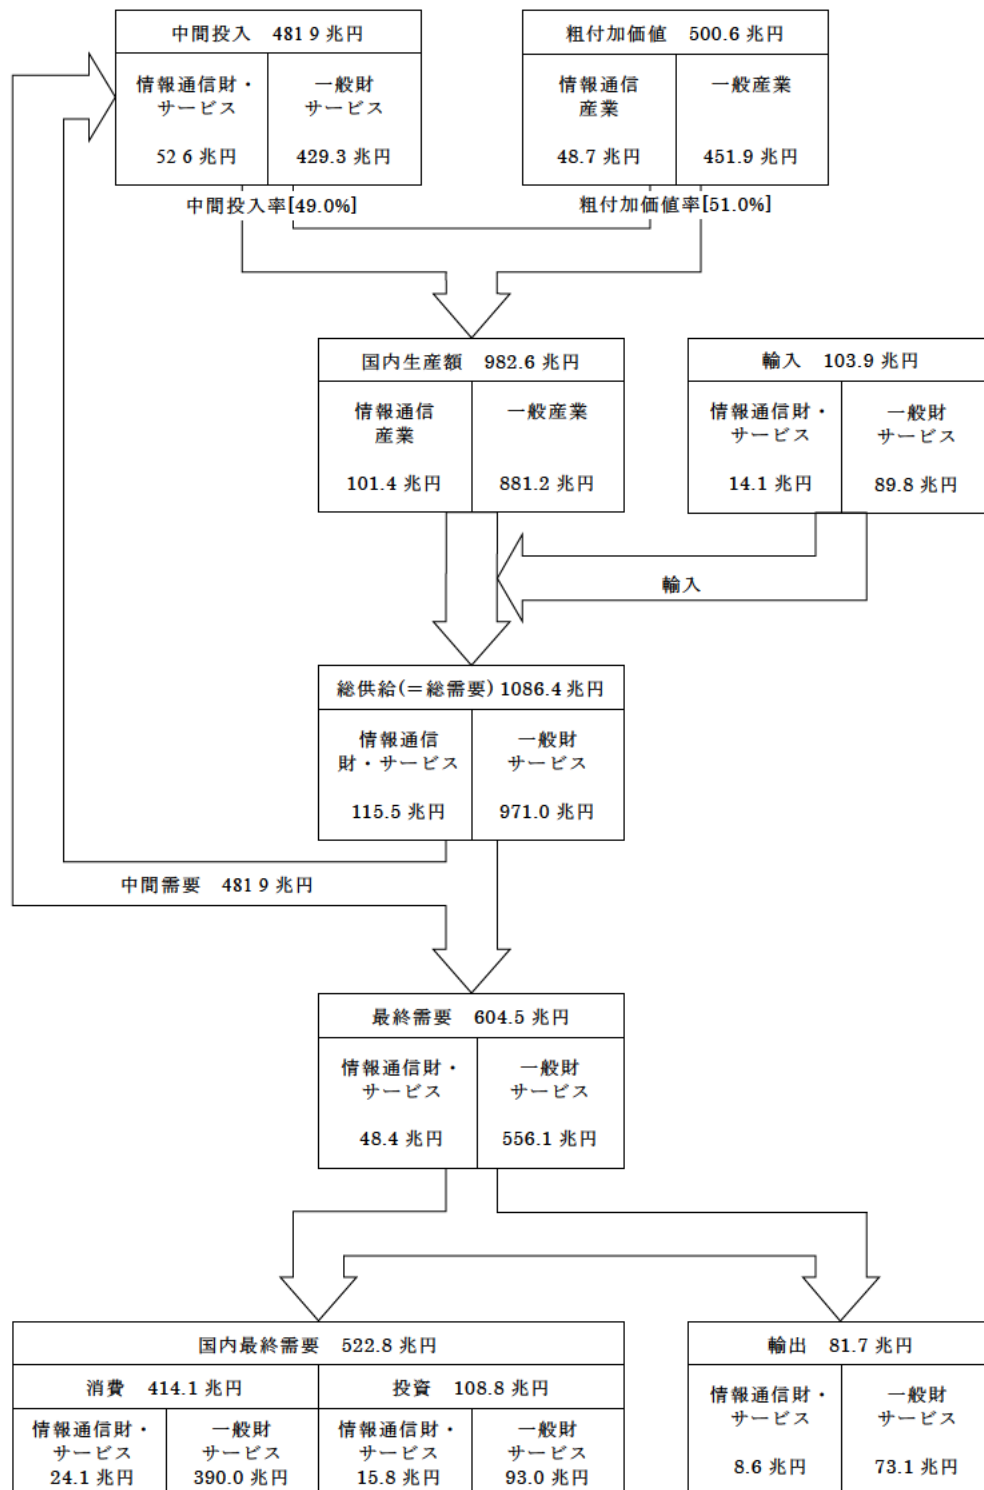 中間投入　481 9 兆円
情報通信財・
サービス
52 6 兆円
一般財
サービス
429.3 兆円
粗付加価値　500.6 兆円
情報通信
産業
48.7 兆円
一般産業
451.9 兆円
中間投入率[49.0%]
粗付加価値率[51.0%]
国内生産額　982.6 兆円
情報通信
産業
101.4 兆円
一般産業
881.2 兆円
輸入　103.9 兆円
情報通信財・
サービス
14.1 兆円
一般財
サービス
89.8 兆円
輸入
総供給(＝総需要) 1086.4 兆円
情報通信
財・サービス
115.5 兆円
一般財
サービス
971.0 兆円
中間需要　481 9 兆円
最終需要　604.5 兆円
情報通信財・
サービス
48.4 兆円
一般財
サービス
556.1 兆円
国内最終需要　522.8 兆円
消費　414.1 兆円
情報通信財・
サービス
24.1 兆円
一般財
サービス
390.0 兆円
投資　108.8 兆円
情報通信財・
サービス
15.8 兆円
一般財
サービス
93.0 兆円
輸出　81.7 兆円
情報通信財・
サービス
8.6 兆円
一般財
サービス
73.1 兆円